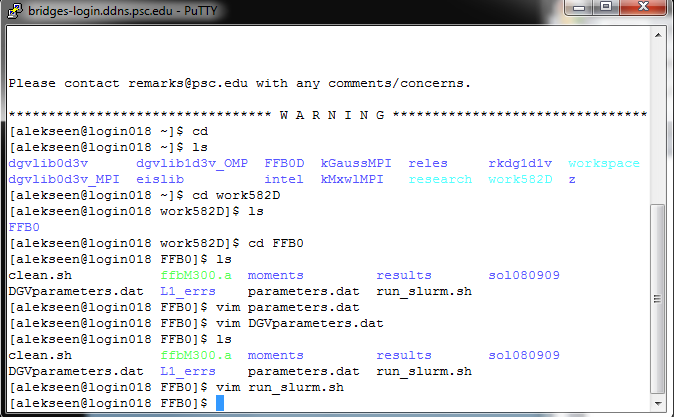 bridges-login.ddns.psc.edu - PuTTY
Please contact remarks@psc.edu with any comments/concerns.
********************************* W A R N I N G ********************************
[alekseen@login018 ~]$ cd
[alekseen@login018 ~]$ ls
dgvlib0d3v      dgvlib1d3v_OMP  FFB0D  kGaussMPI  reles     rkdg1d1v  workspace
dgvlib0d3v_MPI  eislib          intel  kMxwlMPI   research  work582D  z
[alekseen@login018 ~]$ cd work582D
[alekseen@login018 work582D]$ ls
FFB0
[alekseen@login018 work582D]$ cd FFB0
[alekseen@login018 FFB0]$ ls
clean.sh           ffbM300.a  moments         results       sol080909
DGVparameters.dat  L1_errs    parameters.dat  run_slurm.sh
[alekseen@login018 FFB0]$ vim parameters.dat
[alekseen@login018 FFB0]$ vim DGVparameters.dat
[alekseen@login018 FFB0]$ ls
clean.sh           ffbM300.a  moments         results       sol080909
DGVparameters.dat  L1_errs    parameters.dat  run_slurm.sh
[alekseen@login018 FFB0]$ vim run_slurm.sh
[alekseen@login018 FFB0]$